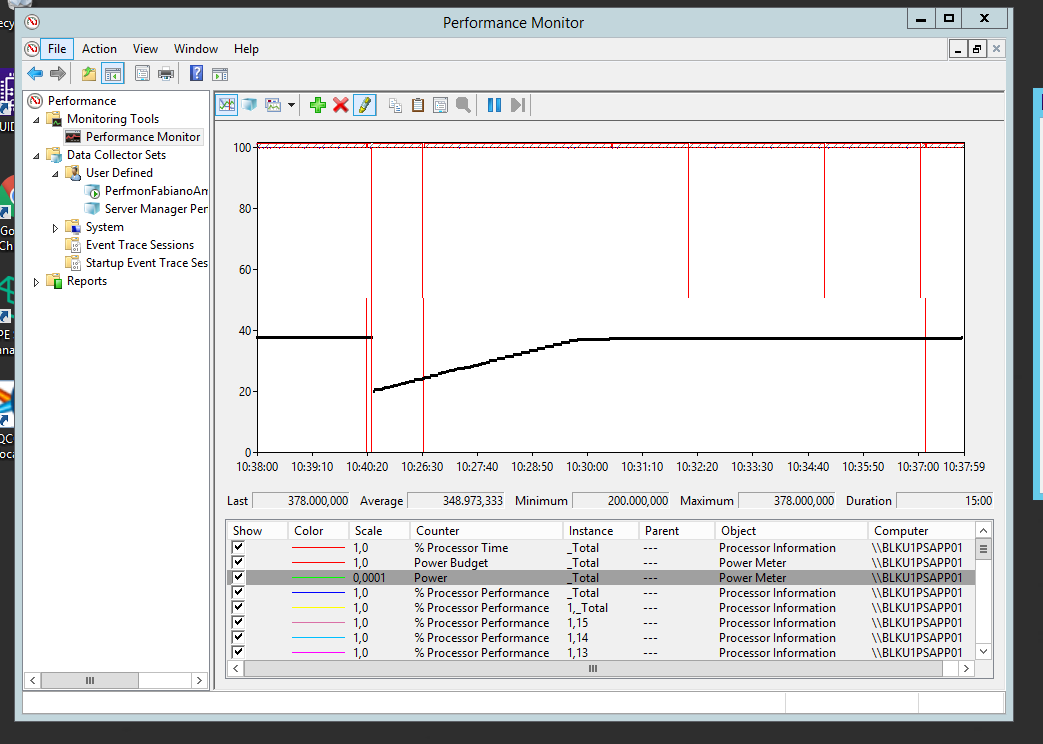 Performance Monitor
File Action View Window Help
Performance
Monitoring Tools
Performance Monitor
Data Collector Sets
User Defined
PerfmonFabianoAm
Server Manager Per
System
Event Trace Sessions
Startup Event Trace Ses
Reports
100
80
60
40
20
0
10:38:00 10:39:10 10:40:20 10:26:30 10:27:40 10:28:50 10:30:00 10:31:10 10:32:20 10:33:30 10:34:40 10:35:50 10:37:00 10:37:59
Last 378.000,000 Average 348.973,333 Minimum 200.000,000 Maximum 378.000,000 Duration 15:00
Show Color Scale Counter Instance Parent Object Computer
1,0 % Processor Time _Total --- Processor Information \\BLKU1PSAPP01
1,0 Power Budget _Total --- Power Meter \\BLKU1PSAPP01
0,0001 Power _Total --- Power Meter \\BLKU1PSAPP01
1,0 % Processor Performance _Total --- Processor Information \\BLKU1PSAPP01
1,0 % Processor Performance 1,_Total --- Processor Information \\BLKU1PSAPP01
1,0 % Processor Performance 1,15 --- Processor Information \\BLKU1PSAPP01
1,0 % Processor Performance 1,14 --- Processor Information \\BLKU1PSAPP01
1,0 % Processor Performance 1,13 --- Processor Information \\BLKU1PSAPP01